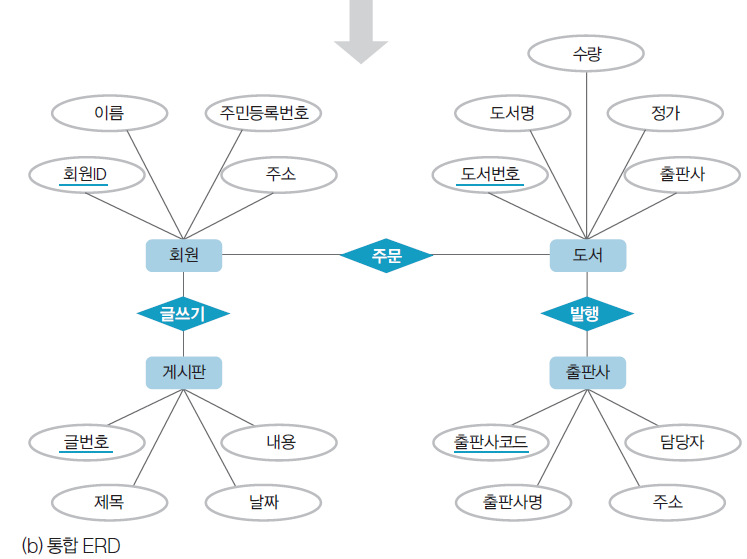 수량
이름
주민등록번호
도서명
정가
회원ID
주소
도서번호
출판사
회원
주문
도서
글쓰기
발행
게시판
출판사
글번호
내용
출판사코드
담당자
제목
날짜
출판사명
주소
(b) 통합 ERD